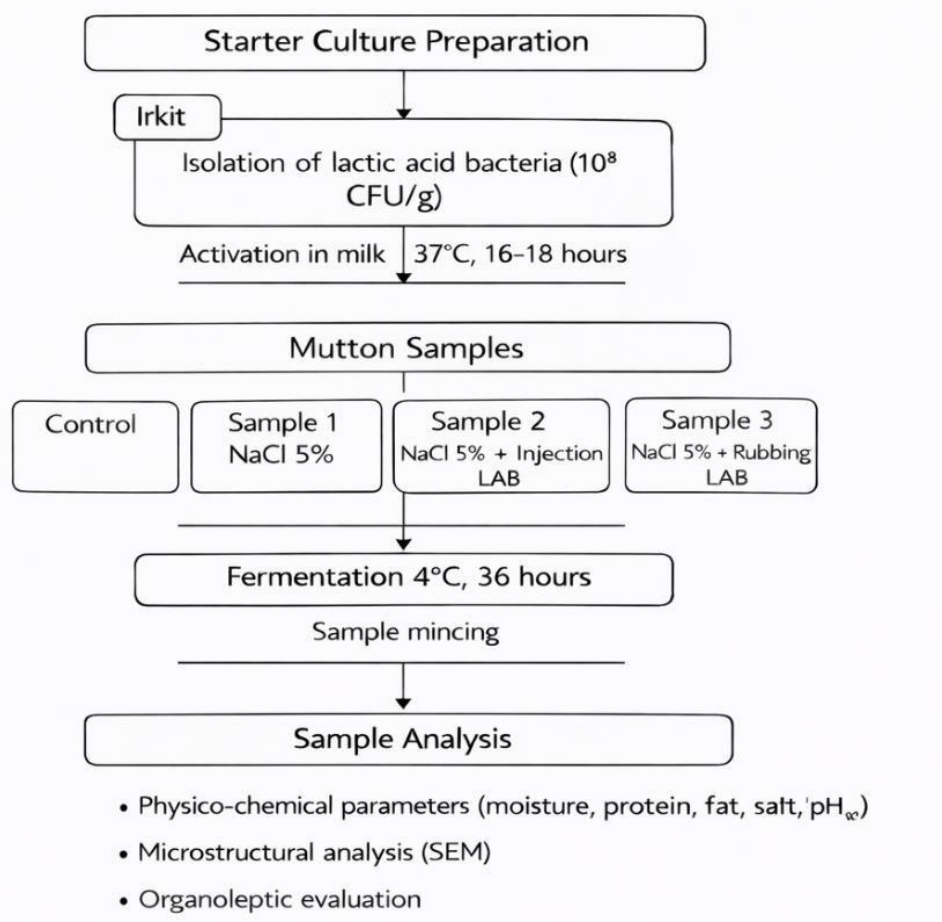 Starter Culture Preparation
Irkit
Isolation of lactic acid bacteria (10⁸
CFU/g)
Activation in milk 37°C, 16–18 hours
Mutton Samples
Control
Sample 1
NaCl 5%
Sample 2
NaCl 5% + Injection
LAB
Sample 3
NaCl 5% + Rubbing
LAB
Fermentation 4°C, 36 hours
Sample mincing
Sample Analysis
• Physico-chemical parameters (moisture, protein, fat, salt, pH)
• Microstructural analysis (SEM)
• Organoleptic evaluation